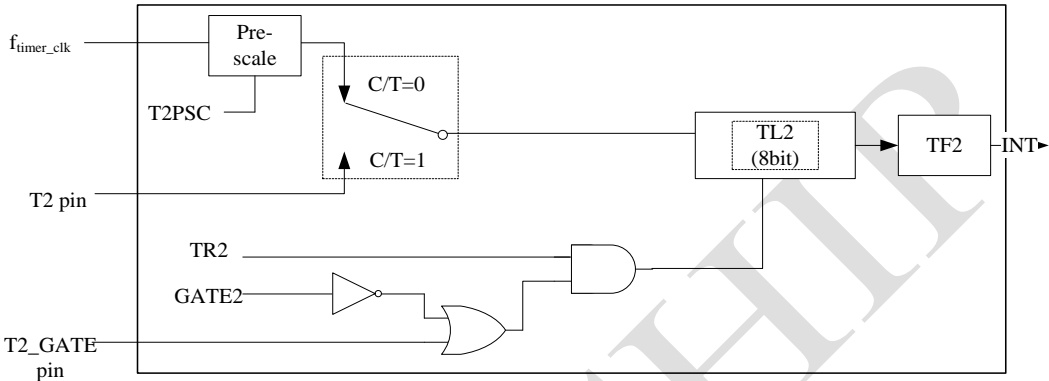 f_timer_clk
Pre-
scale
C/T=0
T2PSC
TL2
(8bit)
TF2
INT
C/T=1
T2 pin
TR2
GATE2
T2_GATE
pin